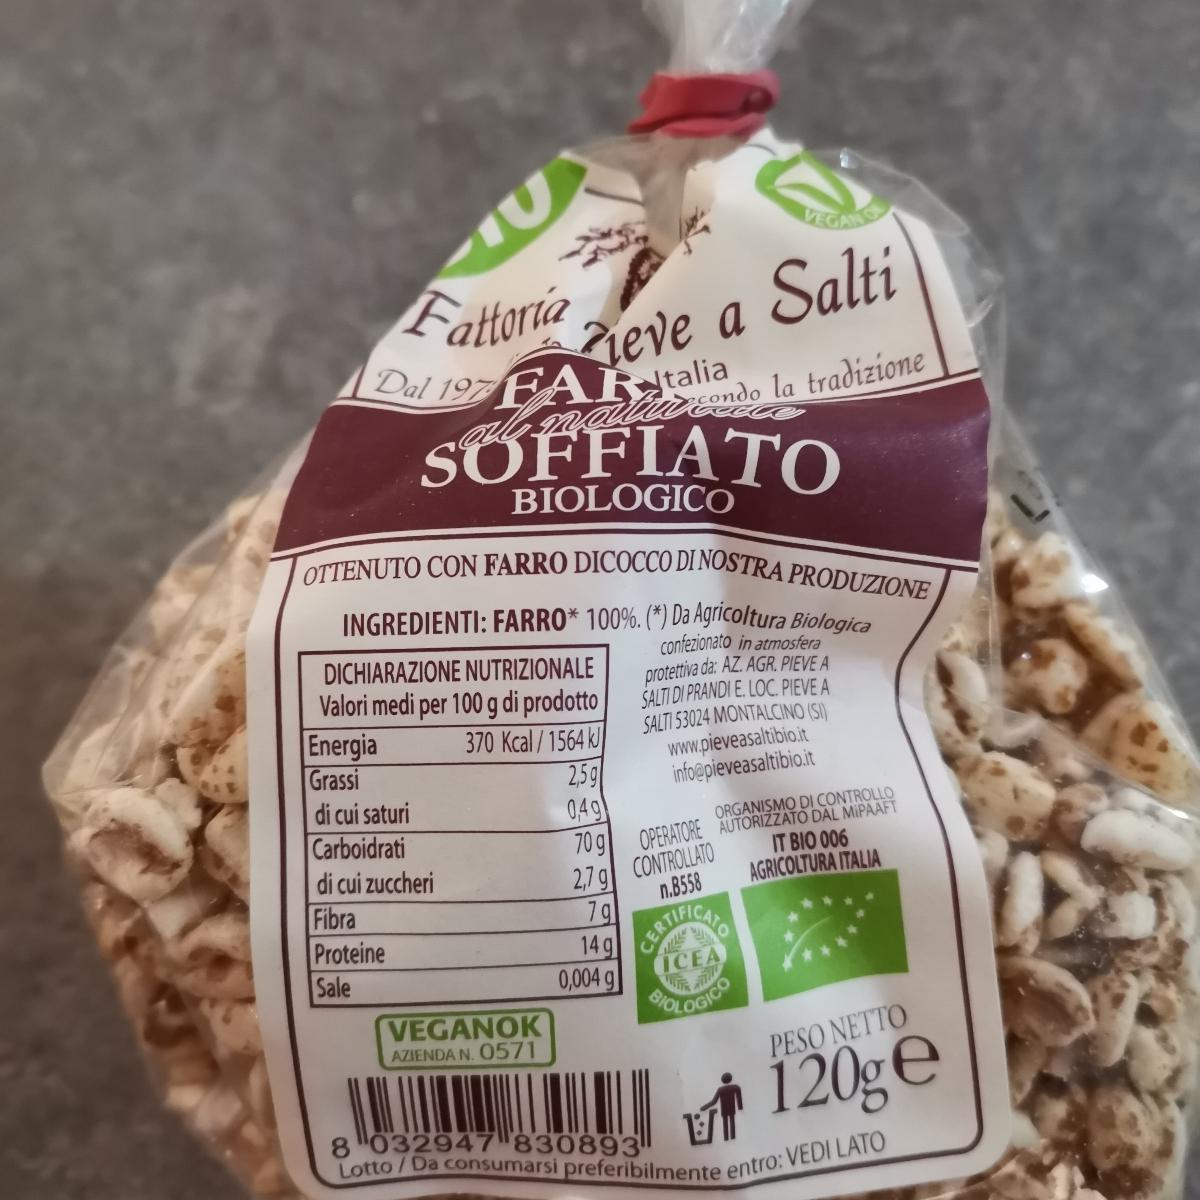 BIO
VEGAN OK
Fattoria Pieve a Salti
Italia
Dal 197 secondo la tradizione
FARR
al naturale
SOFFIATO
BIOLOGICO
OTTENUTO CON FARRO DICOCCO DI NOSTRA PRODUZIONE
INGREDIENTI: FARRO* 100%. (*) Da Agricoltura Biologica
DICHIARAZIONE NUTRIZIONALE
Valori medi per 100 g di prodotto
Energia 370 Kcal / 1564 kJ
Grassi 2,5 g
di cui saturi 0,4 g
Carboidrati 70 g
di cui zuccheri 2,7 g
Fibra 7 g
Proteine 14 g
Sale 0,004 g
confezionato in atmosfera
protettiva da: AZ. AGR. PIEVE A
SALTI DI PRANDI E. LOC. PIEVE A
SALTI 53024 MONTALCINO (SI)
www.pieveasaltibio.it
info@pieveasaltibio.it
OPERATORE
CONTROLLATO
n.B558
ORGANISMO DI CONTROLLO
AUTORIZZATO DAL MiPAAFT
IT BIO 006
AGRICOLTURA ITALIA
CERTIFICATO
ICEA
BIOLOGICO
VEGANOK
AZIENDA N. 0571
PESO NETTO
120g e
8 032947 830893
Lotto / Da consumarsi preferibilmente entro: VEDI LATO